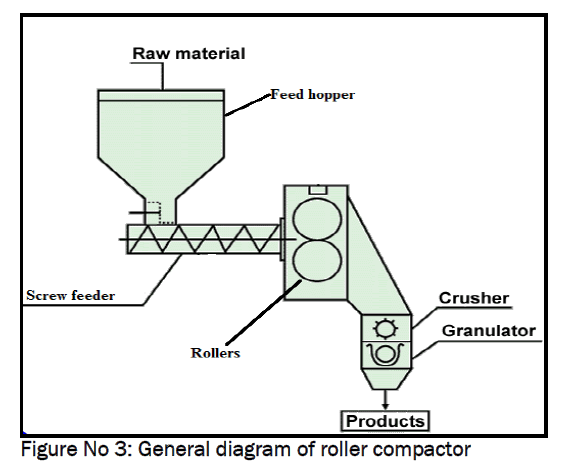 Raw material
Feed hopper
Screw feeder
Rollers
Crusher
Granulator
Products
Figure No 3: General diagram of roller compactor